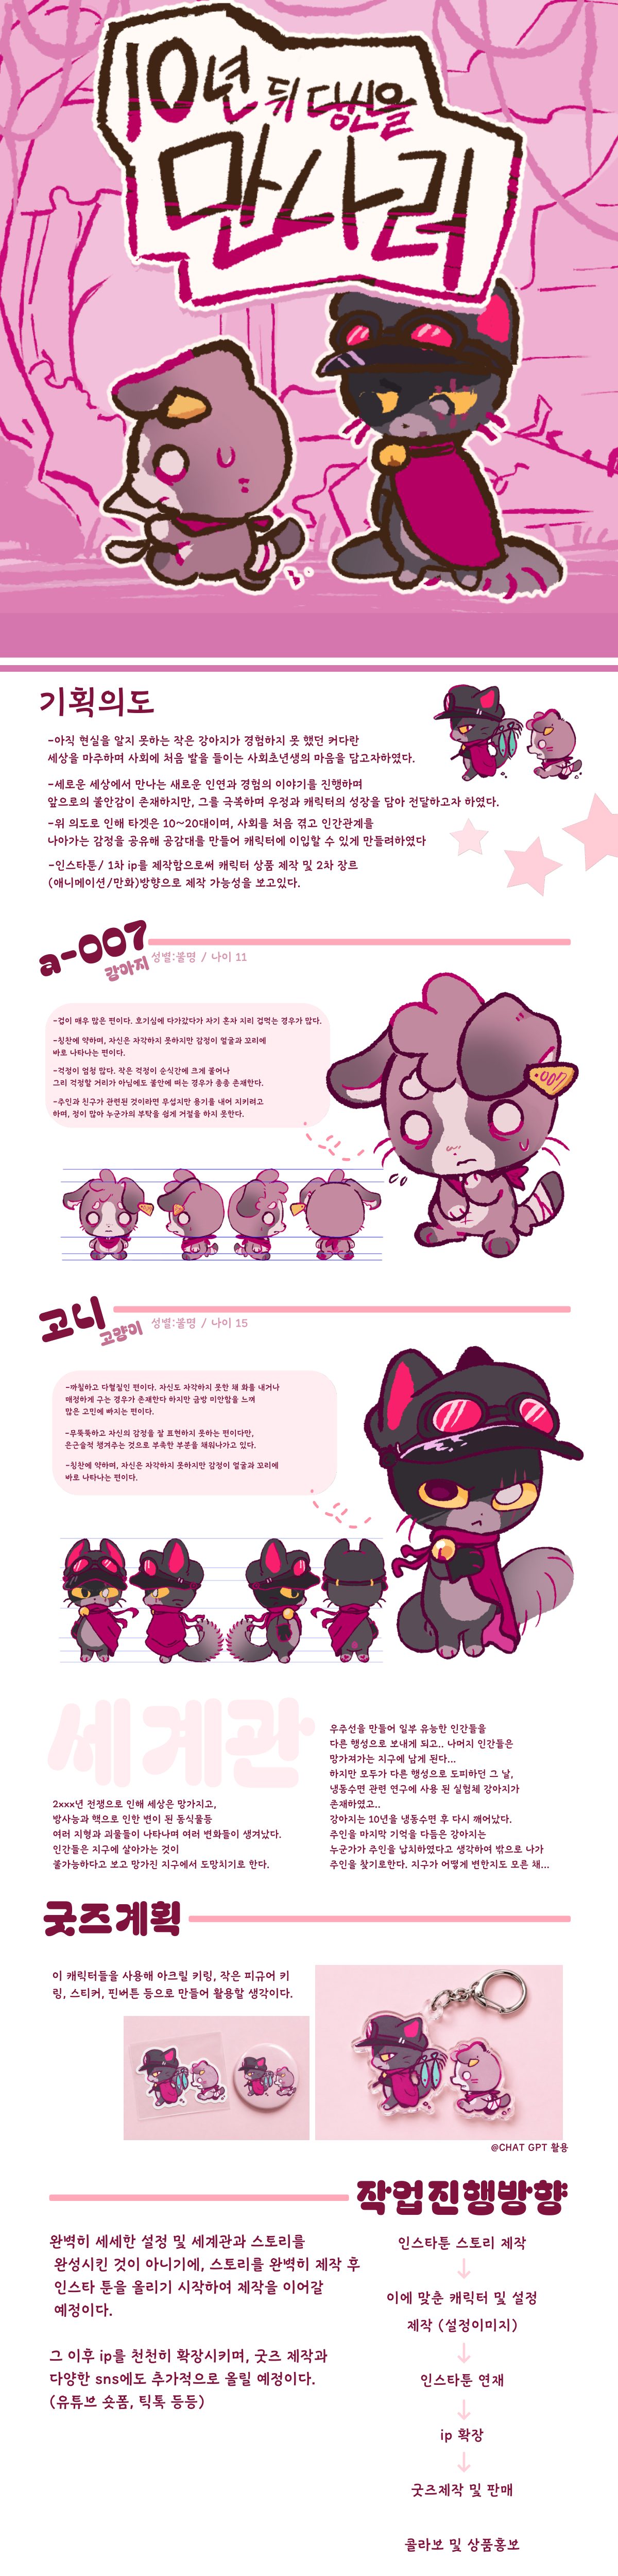 10년 뒤 당신을
만나러
기획의도
-아직 현실을 알지 못하는 작은 강아지가 경험하지 못 했던 커다란
세상을 마주하며 사회에 처음 발을 들이는 사회초년생의 마음을 담고자하였다.
-새로운 세상에서 만나는 새로운 인연과 경험의 이야기를 진행하며
앞으로의 불안감이 존재하지만, 그를 극복하며 우정과 캐릭터의 성장을 담아 전달하고자 하였다.
-위 의도로 인해 타겟은 10~20대이며, 사회를 처음 겪고 인간관계를
나아가는 감정을 공유해 공감대를 만들어 캐릭터에 이입할 수 있게 만들려하였다
-인스타툰/ 1차 ip를 제작함으로써 캐릭터 상품 제작 및 2차 장르
(애니메이션/만화)방향으로 제작 가능성을 보고있다.
a-007
강아지
성별:불명 / 나이 11
-겁이 매우 많은 편이다. 호기심에 다가갔다가 자기 혼자 지리 겁먹는 경우가 많다.
-칭찬에 약하며, 자신은 자각하지 못하지만 감정이 얼굴과 꼬리에
바로 나타나는 편이다.
-걱정이 엄청 많다. 작은 걱정이 순식간에 크게 불어나
그리 걱정할 거리가 아님에도 불안에 떠는 경우가 종종 존재한다.
-주인과 친구가 관련된 것이라면 무섭지만 용기를 내어 지키려고
하며, 정이 많아 누군가의 부탁을 쉽게 거절을 하지 못한다.
007
고니
고양이
성별:불명 / 나이 15
-까칠하고 다혈질인 편이다. 자신도 자각하지 못한 채 화를 내거나
매정하게 구는 경우가 존재한다 하지만 금방 미안함을 느껴
많은 고민에 빠지는 편이다.
-무뚝뚝하고 자신의 감정을 잘 표현하지 못하는 편이다만,
은근슬쩍 챙겨주는 것으로 부족한 부분을 채워나가고 있다.
-칭찬에 약하며, 자신은 자각하지 못하지만 감정이 얼굴과 꼬리에
바로 나타나는 편이다.
세계관
2xxx년 전쟁으로 인해 세상은 망가지고,
방사능과 핵으로 인한 변이 된 동식물등
여러 지형과 괴물들이 나타나며 여러 변화들이 생겨났다.
인간들은 지구에 살아가는 것이
불가능하다고 보고 망가진 지구에서 도망치기로 한다.
우주선을 만들어 일부 유능한 인간들을
다른 행성으로 보내게 되고.. 나머지 인간들은
망가져가는 지구에 남게 된다...
하지만 모두가 다른 행성으로 도피하던 그 날,
냉동수면 관련 연구에 사용 된 실험체 강아지가
존재하였고..
강아지는 10년을 냉동수면 후 다시 깨어났다.
주인을 마지막 기억을 더듬은 강아지는
누군가가 주인을 납치하였다고 생각하여 밖으로 나가
주인을 찾기로한다. 지구가 어떻게 변한지도 모른 채...
굿즈계획
이 캐릭터들을 사용해 아크릴 키링, 작은 피규어 키
링, 스티커, 핀버튼 등으로 만들어 활용할 생각이다.
@CHAT GPT 활용
작업진행방향
완벽히 세세한 설정 및 세계관과 스토리를
완성시킨 것이 아니기에, 스토리를 완벽히 제작 후
인스타 툰을 올리기 시작하여 제작을 이어갈
예정이다.
그 이후 ip를 천천히 확장시키며, 굿즈 제작과
다양한 sns에도 추가적으로 올릴 예정이다.
(유튜브 숏폼, 틱톡 등등)
인스타툰 스토리 제작
↓
이에 맞춘 캐릭터 및 설정
제작 (설정이미지)
↓
인스타툰 연재
↓
ip 확장
↓
굿즈제작 및 판매
콜라보 및 상품홍보